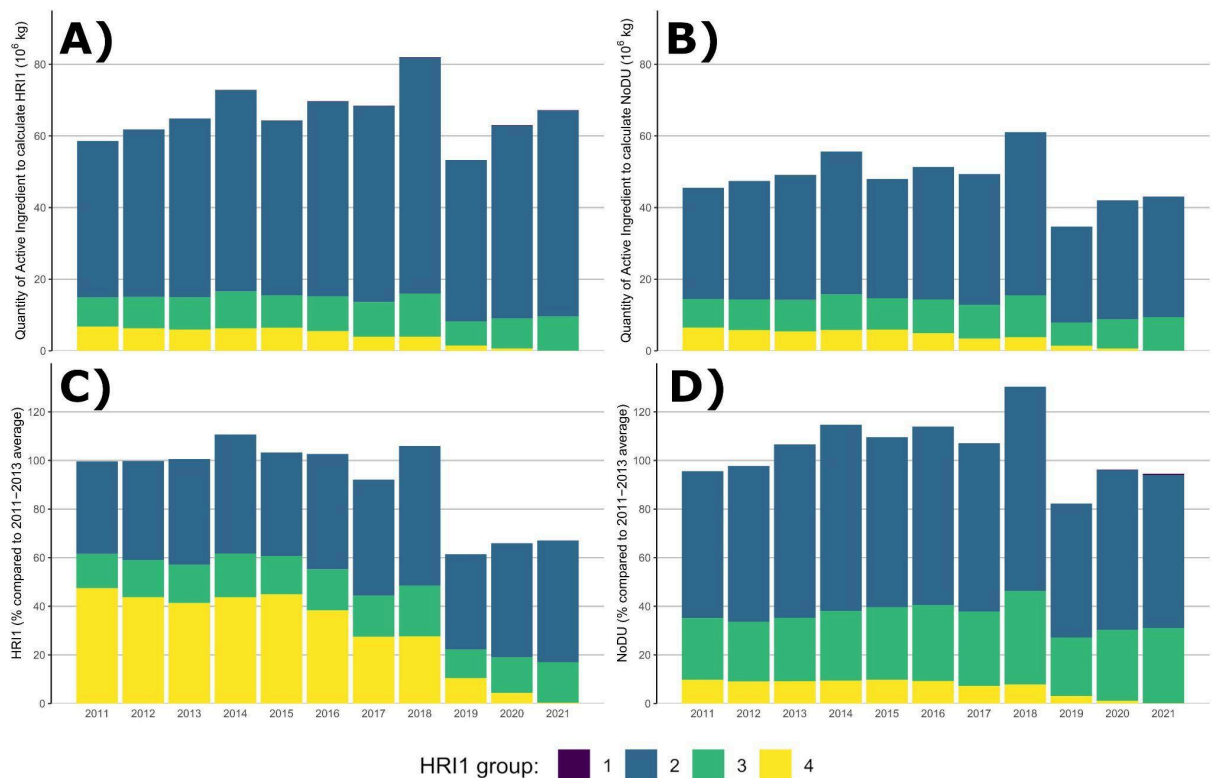 A)
Quantity of Active Ingredient to calculate HRI1 (10⁶ kg)
80
60
40
20
0
B)
Quantity of Active Ingredient to calculate NoDU (10⁶ kg)
80
60
40
20
0
C)
HRI1 (% compared to 2011−2013 average)
120
100
80
60
40
20
0
2011 2012 2013 2014 2015 2016 2017 2018 2019 2020 2021
D)
NoDU (% compared to 2011−2013 average)
120
100
80
60
40
20
0
2011 2012 2013 2014 2015 2016 2017 2018 2019 2020 2021
HRI1 group: 1 2 3 4